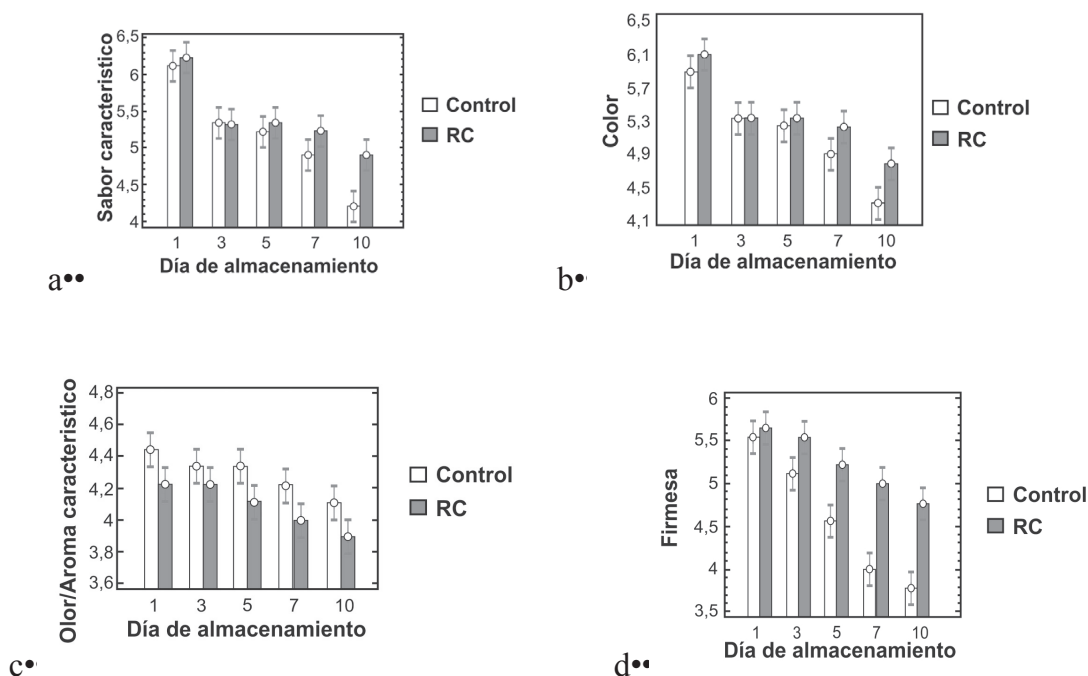 6,5
6
5,5
5
4,5
4
Sabor característico
1 3 5 7 10
Día de almacenamiento
Control
RC
a••
6,5
6,1
5,7
5,3
4,9
4,5
4,1
Color
1 3 5 7 10
Día de almacenamiento
Control
RC
b•
4,8
4,6
4,4
4,2
4
3,8
3,6
Olor/Aroma característico
1 3 5 7 10
Día de almacenamiento
Control
RC
c•
6
5,5
5
4,5
4
3,5
Firmesa
1 3 5 7 10
Día de almacenamiento
Control
RC
d••